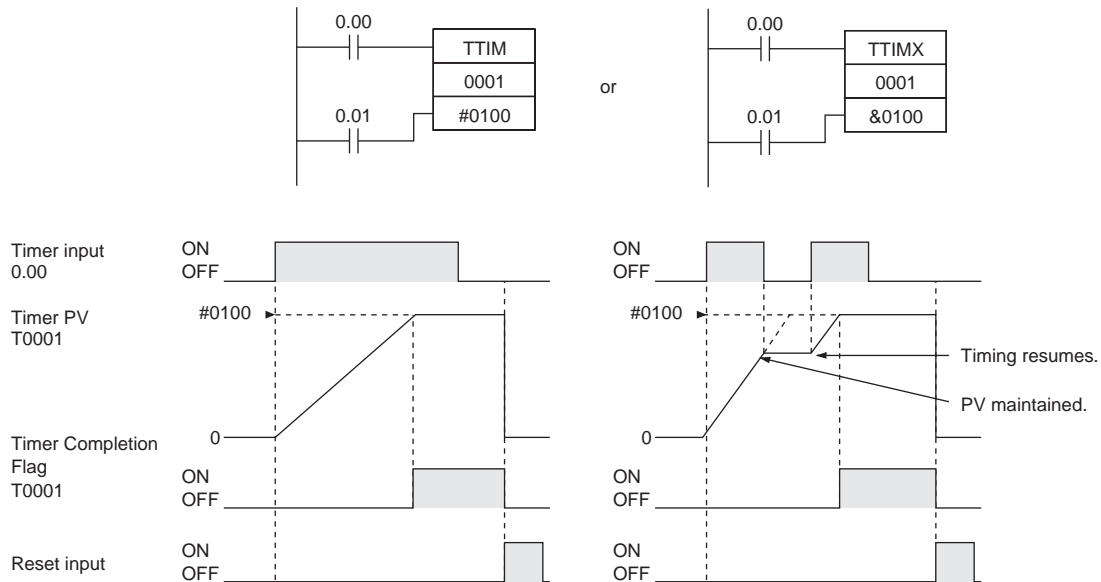 0.00
TTIM
0001
0.01
#0100
or
0.00
TTIMX
0001
0.01
&0100
Timer input
0.00
ON
OFF
ON
OFF
Timer PV
T0001
#0100
0
#0100
0
Timing resumes.
PV maintained.
Timer Completion
Flag
T0001
ON
OFF
ON
OFF
Reset input
ON
OFF
ON
OFF